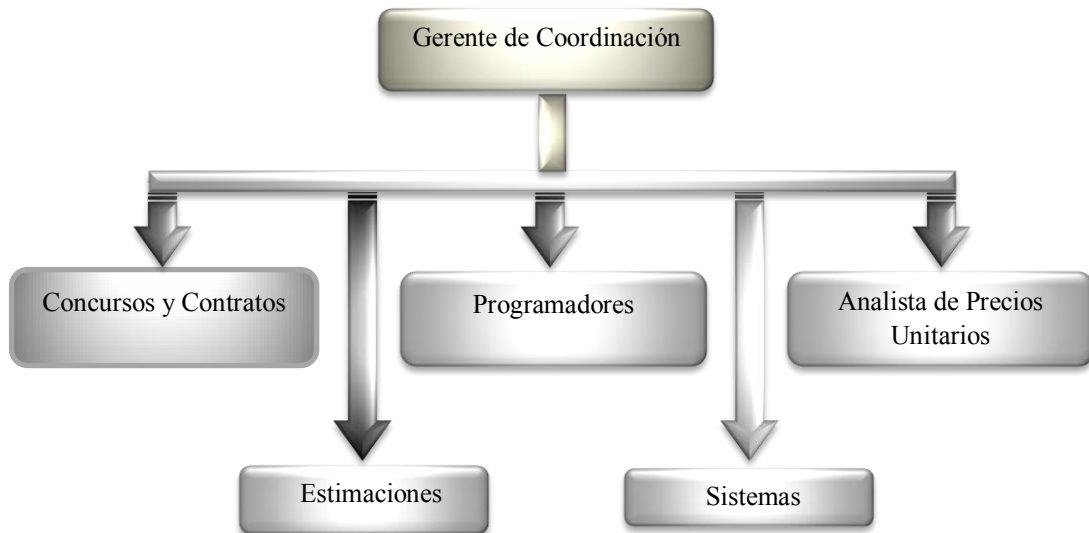 Gerente de Coordinación
Concursos y Contratos
Programadores
Analista de Precios
Unitarios
Estimaciones
Sistemas